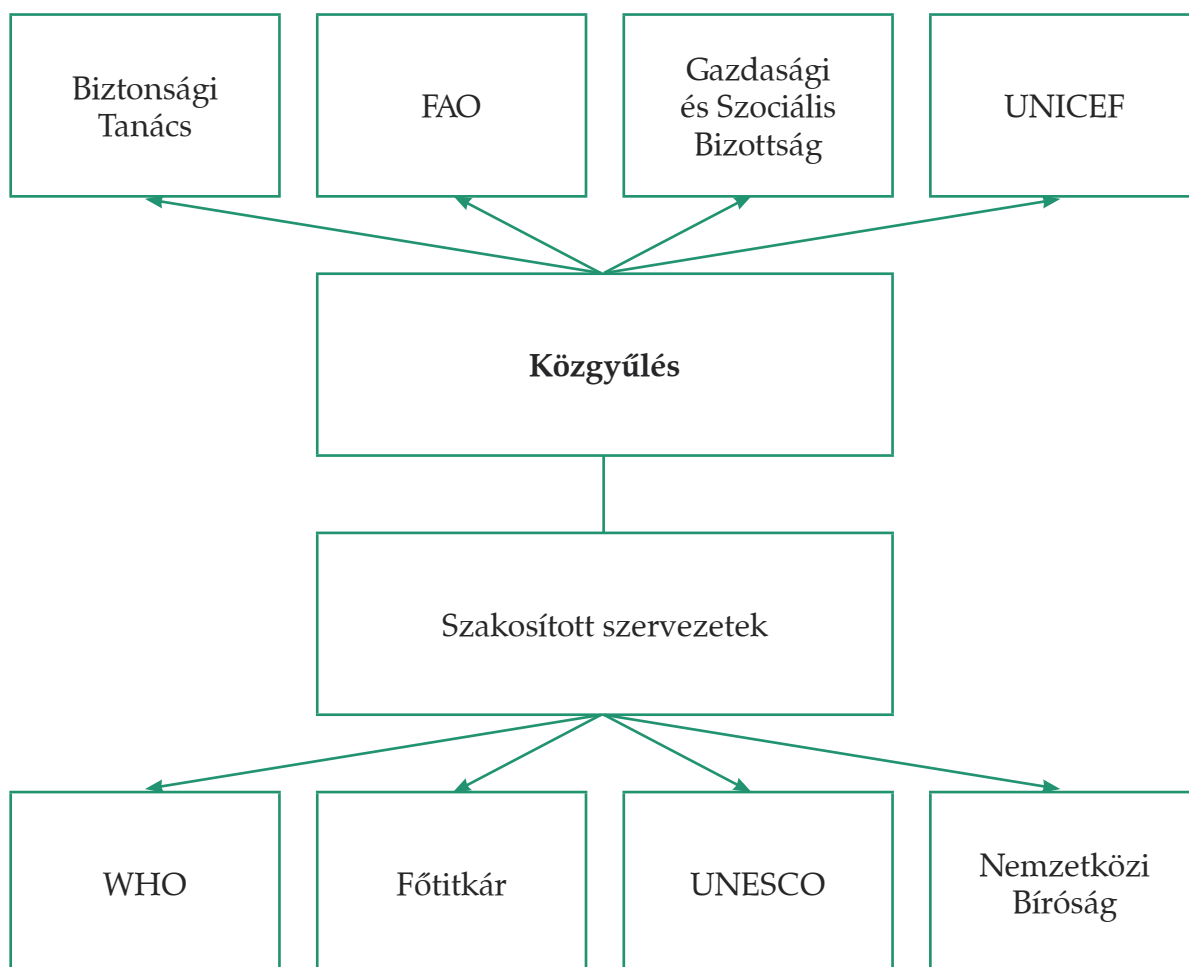 Biztonsági
Tanács
FAO
Gazdasági
és Szociális
Bizottság
UNICEF
Közgyűlés
Szakosított szervezetek
WHO
Főtitkár
UNESCO
Nemzetközi
Bíróság